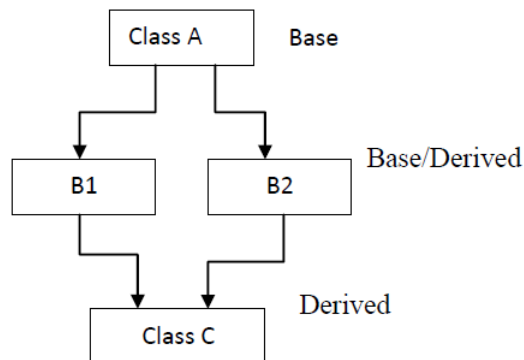 Class A
Base
B1
B2
Base/Derived
Derived
Class C